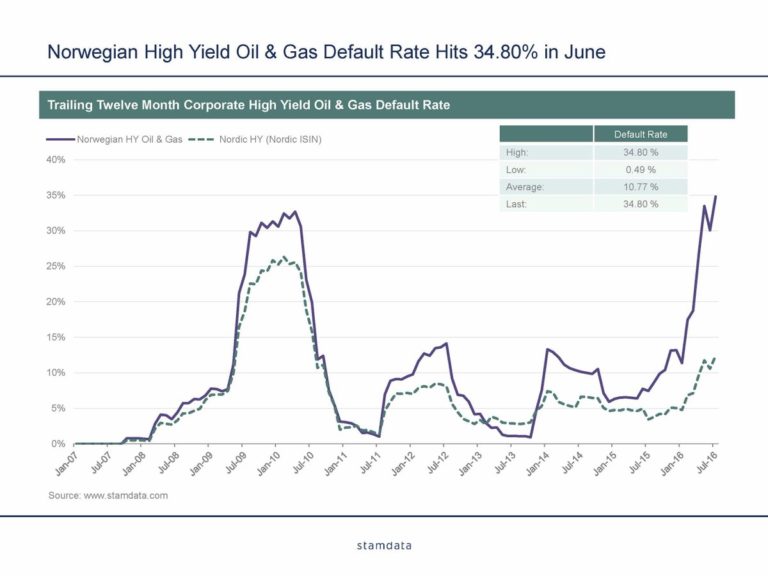 Norwegian High Yield Oil & Gas Default Rate Hits 34.80% in June
Trailing Twelve Month Corporate High Yield Oil & Gas Default Rate
Norwegian HY Oil & Gas Nordic HY (Nordic ISIN)
Default Rate
High: 34.80 %
Low: 0.49 %
Average: 10.77 %
Last: 34.80 %
40%
35%
30%
25%
20%
15%
10%
5%
0%
Jan-07 Jul-07 Jan-08 Jul-08 Jan-09 Jul-09 Jan-10 Jul-10 Jan-11 Jul-11 Jan-12 Jul-12 Jan-13 Jul-13 Jan-14 Jul-14 Jan-15 Jul-15 Jan-16 Jul-16
Source: www.stamdata.com
stamdata